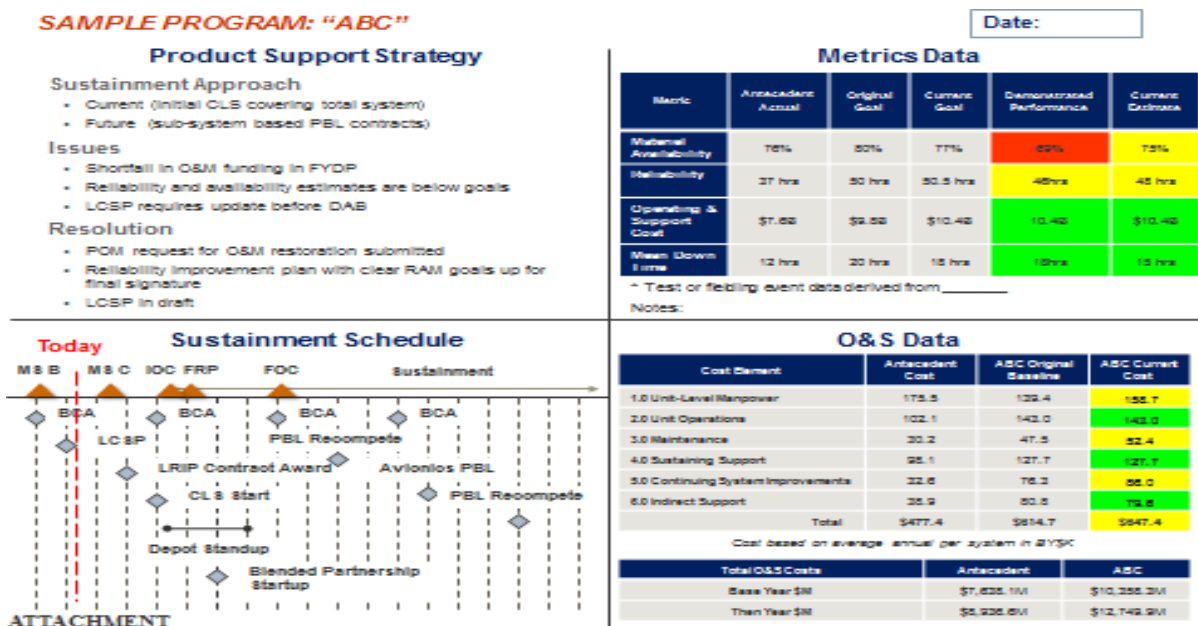 SAMPLE PROGRAM: “ABC”
Date:
Product Support Strategy
Sustainment Approach
• Current (initial CLS covering total system)
• Future (sub-system based PBL contracts)
Issues
• Shortfall in O&M funding in FYDP
• Reliability and availability estimates are below goals
• LCSP requires update before DAB
Resolution
• POM request for O&M restoration submitted
• Reliability improvement plan with clear RAM goals up for
final signature
• LCSP in draft
Metrics Data
Metric Antecedent Actual Original Goal Current Goal Demonstrated Performance Current Estimate
Materiel Availability 76% 80% 77% 69% 75%
Reliability 37 hrs 50 hrs 50.5 hrs 48hrs 48 hrs
Operating & Support Cost $7.6B $9.8B $10.4B 10.4B $10.4B
Mean Down Time 12 hrs 20 hrs 18 hrs 18hrs 15 hrs
* Test or fielding event data derived from_______
Notes:
Sustainment Schedule
Today
MS B MS C IOC FRP FOC Sustainment
BCA BCA BCA BCA
LCSP PBL Recompete
LRIP Contract Award Avionics PBL
CLS Start PBL Recompete
Depot Standup
Blended Partnership
Startup
O&S Data
Cost Element Antecedent Cost ABC Original Baseline ABC Current Cost
1.0 Unit-Level Manpower 175.5 139.4 158.7
2.0 Unit Operations 102.1 143.0 143.0
3.0 Maintenance 30.2 47.5 52.4
4.0 Sustaining Support 98.1 127.7 127.7
5.0 Continuing System Improvements 32.6 76.3 86.0
6.0 Indirect Support 38.9 80.8 79.6
Total $477.4 $614.7 $647.4
Cost based on average annual per system in BY$K
Total O&S Costs Antecedent ABC
Base Year $M $10,385.3M
Then Year $M $12,749.9M
ATTACHMENT